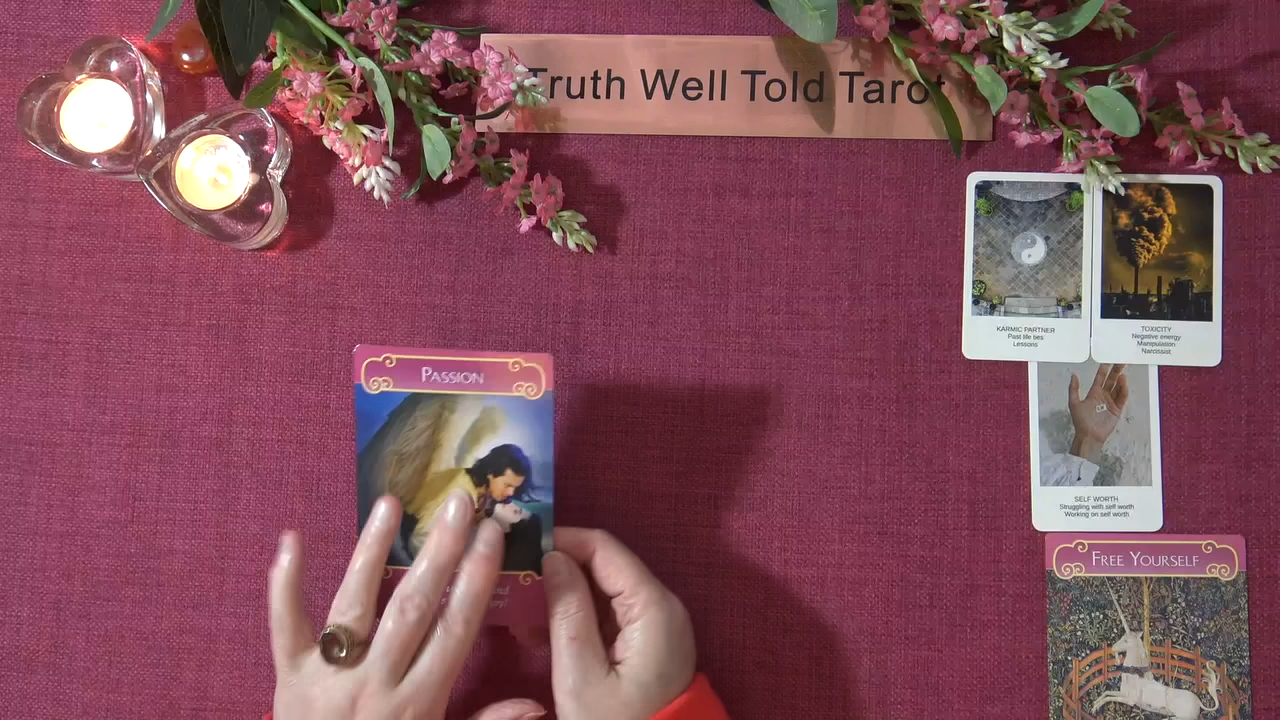 Truth Well Told Tarot
KARMIC PARTNER
Past life ties
Lessons
TOXICITY
Negative energy
Manipulation
Narcissist
PASSION
SELF WORTH
Struggling with self worth
Working on self worth
FREE YOURSELF